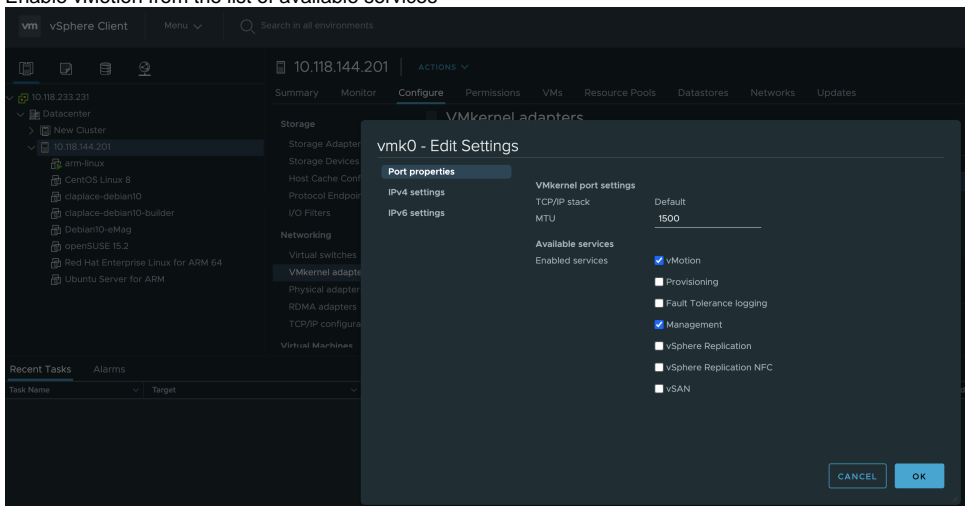 Enable vMotion from the list of available services
vm vSphere Client Menu Search in all environments
10.118.144.201 ACTIONS
Summary Monitor Configure Permissions VMs Resource Pools Datastores Networks Updates
10.118.233.231
Datacenter
New Cluster
10.118.144.201
arm-linux
CentOS Linux 8
claplace-debian10
claplace-debian10-builder
Debian10-eMag
openSUSE 15.2
Red Hat Enterprise Linux for ARM 64
Ubuntu Server for ARM
VMkernel adapters
Storage
Storage Adapter
Storage Devices
Host Cache Conf
Protocol Endpoin
I/O Filters
Networking
Virtual switches
VMkernel adapte
Physical adapter
RDMA adapters
TCP/IP configura
Virtual Machines
vmk0 - Edit Settings
Port properties
IPv4 settings
IPv6 settings
VMkernel port settings
TCP/IP stack Default
MTU 1500
Available services
Enabled services vMotion
Provisioning
Fault Tolerance logging
Management
vSphere Replication
vSphere Replication NFC
vSAN
CANCEL OK
Recent Tasks Alarms
Task Name Target